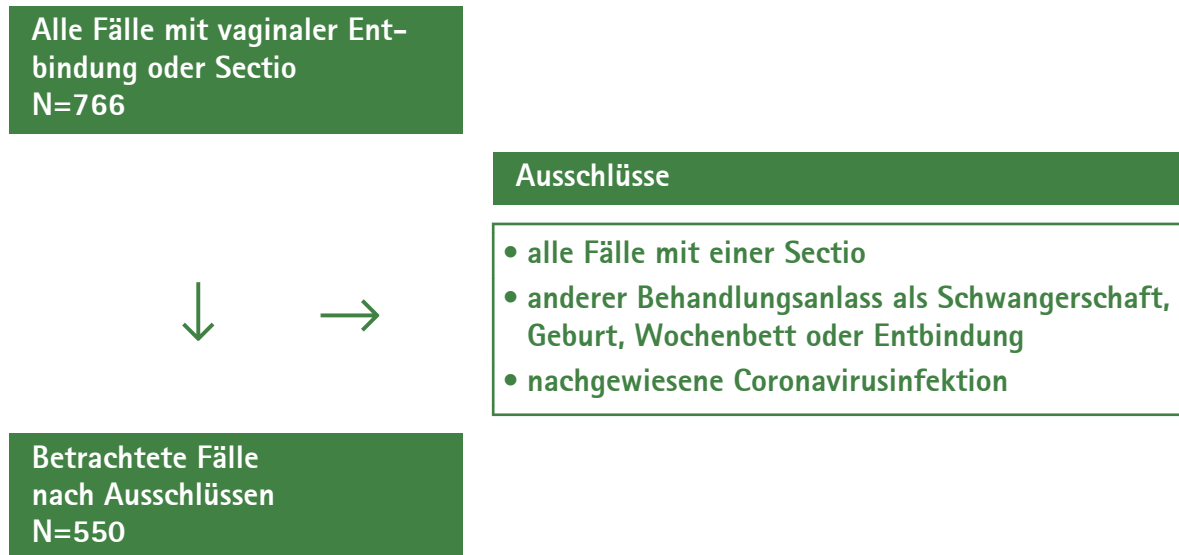 Alle Fälle mit vaginaler Ent-
bindung oder Sectio
N=766
Ausschlüsse
• alle Fälle mit einer Sectio
• anderer Behandlungsanlass als Schwangerschaft,
Geburt, Wochenbett oder Entbindung
• nachgewiesene Coronavirusinfektion
Betrachtete Fälle
nach Ausschlüssen
N=550